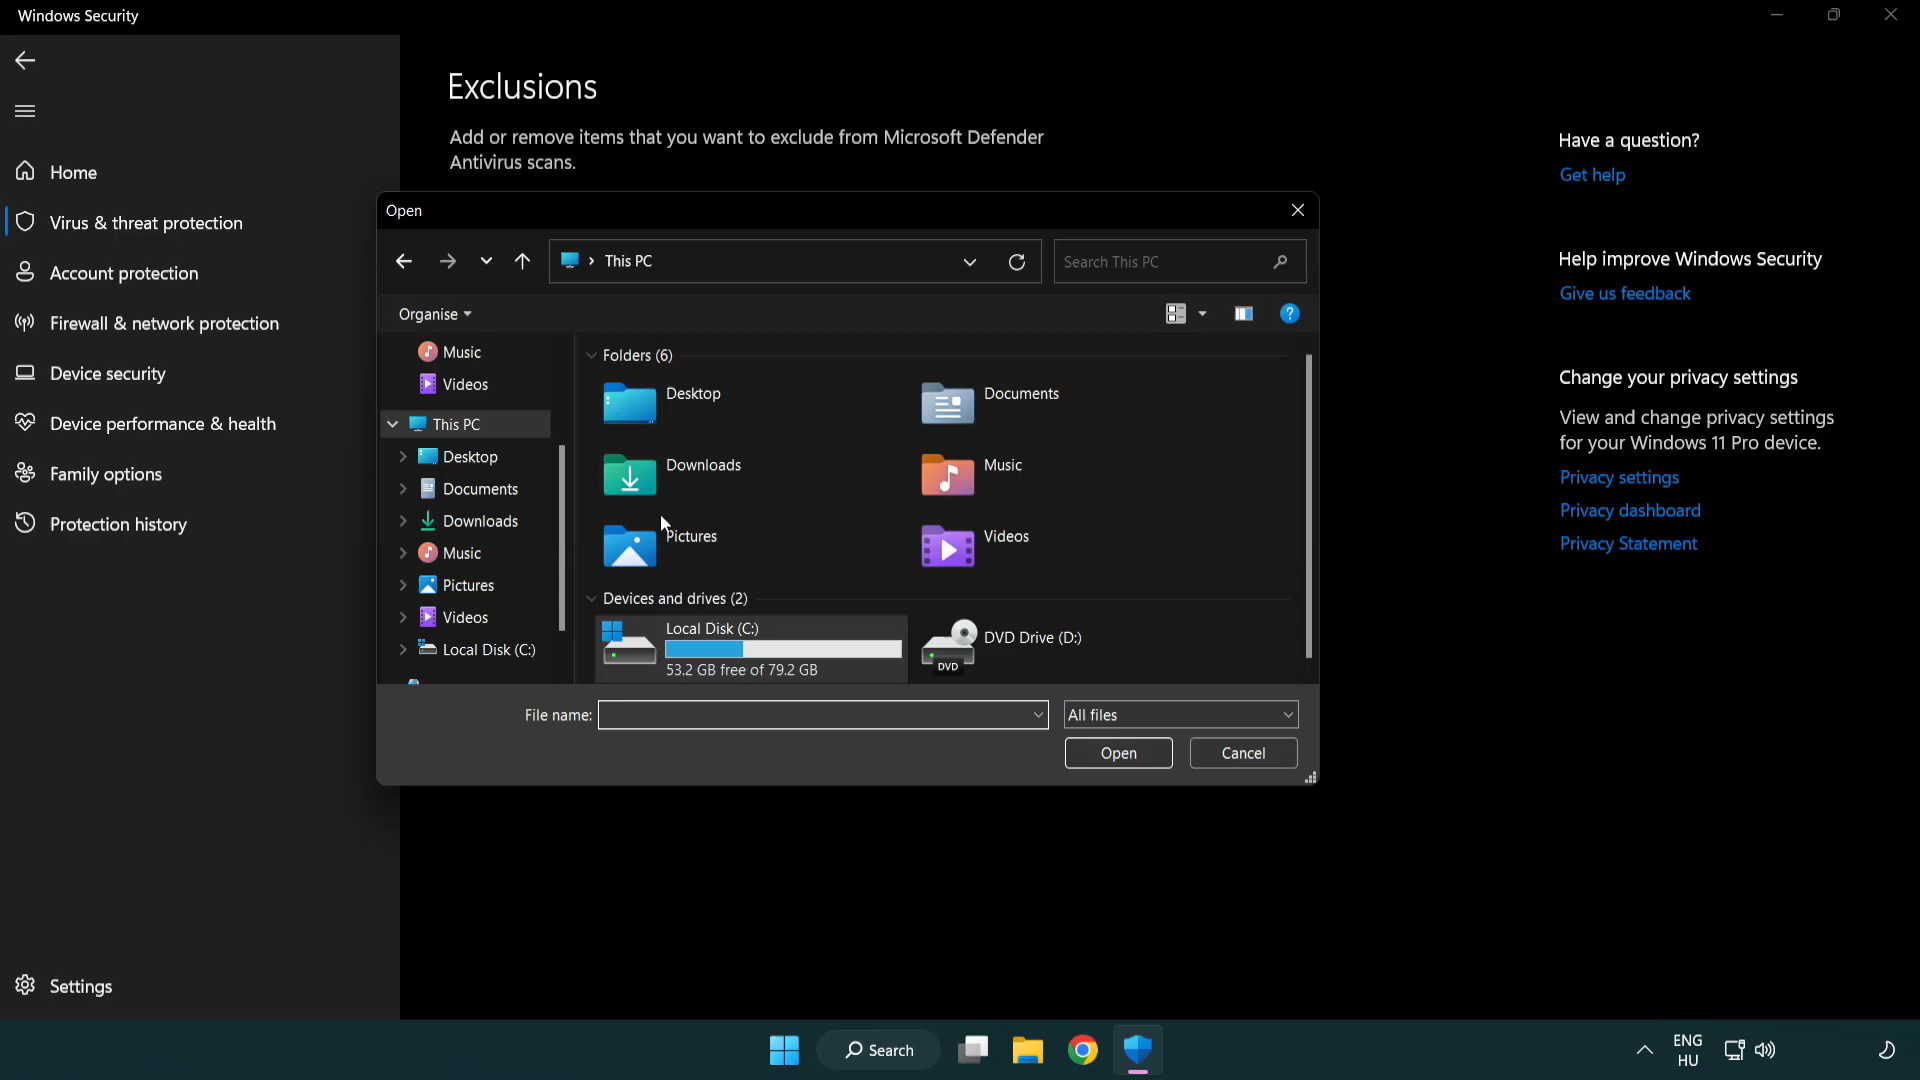 Windows Security
Home
Virus & threat protection
Account protection
Firewall & network protection
Device security
Device performance & health
Family options
Protection history
Settings
Exclusions
Add or remove items that you want to exclude from Microsoft Defender
Antivirus scans.
Open
This PC
Search This PC
Organise
?
Music
Videos
This PC
Desktop
Documents
Downloads
Music
Pictures
Videos
Local Disk (C:)
Folders (6)
Desktop
Documents
Downloads
Music
Pictures
Videos
Devices and drives (2)
Local Disk (C:)
53.2 GB free of 79.2 GB
DVD
DVD Drive (D:)
File name:
All files
Open
Cancel
Have a question?
Get help
Help improve Windows Security
Give us feedback
Change your privacy settings
View and change privacy settings
for your Windows 11 Pro device.
Privacy settings
Privacy dashboard
Privacy Statement
Search
ENG
HU